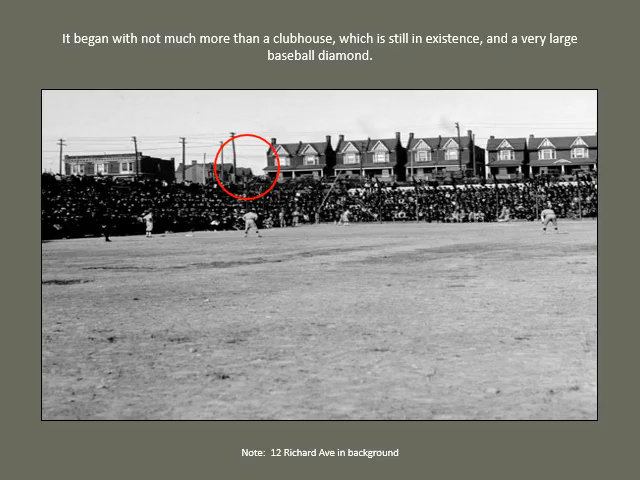 It began with not much more than a clubhouse, which is still in existence, and a very large
baseball diamond.
Note:  12 Richard Ave in background